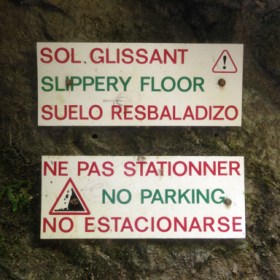 SOL.GLISSANT
SLIPPERY FLOOR
SUELO RESBALADIZO
NE PAS STATIONNER
NO PARKING
NO ESTACIONARSE